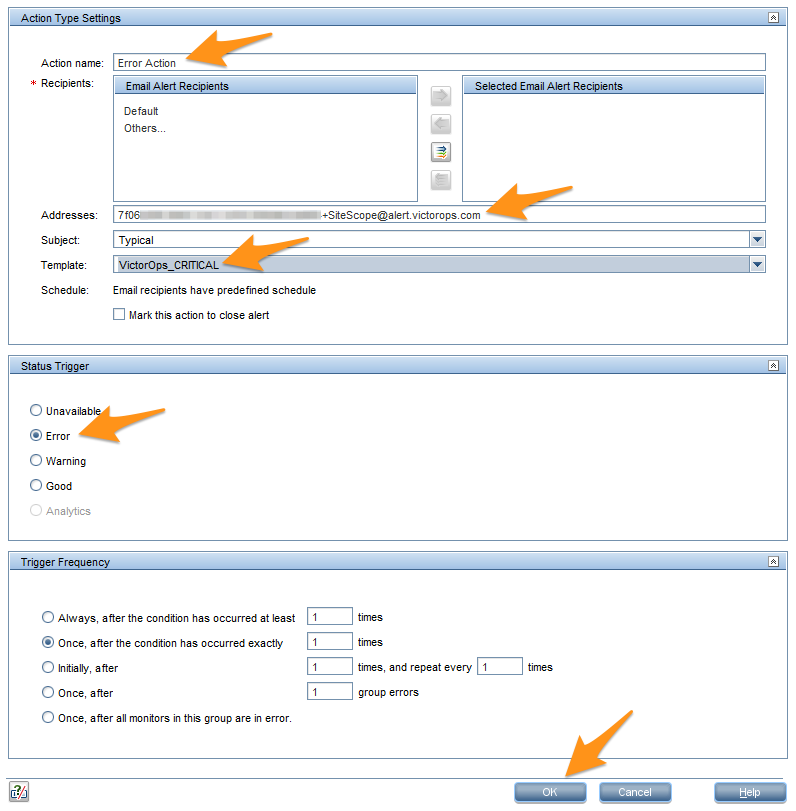 Action Type Settings
Action name: Error Action
* Recipients:
Email Alert Recipients
Default
Others...
Selected Email Alert Recipients
Addresses: 7f06 +SiteScope@alert.victorops.com
Subject: Typical
Template: VictorOps_CRITICAL
Schedule: Email recipients have predefined schedule
Mark this action to close alert
Status Trigger
Unavailable
Error
Warning
Good
Analytics
Trigger Frequency
Always, after the condition has occurred at least 1 times
Once, after the condition has occurred exactly 1 times
Initially, after 1 times, and repeat every 1 times
Once, after 1 group errors
Once, after all monitors in this group are in error.
OK Cancel Help